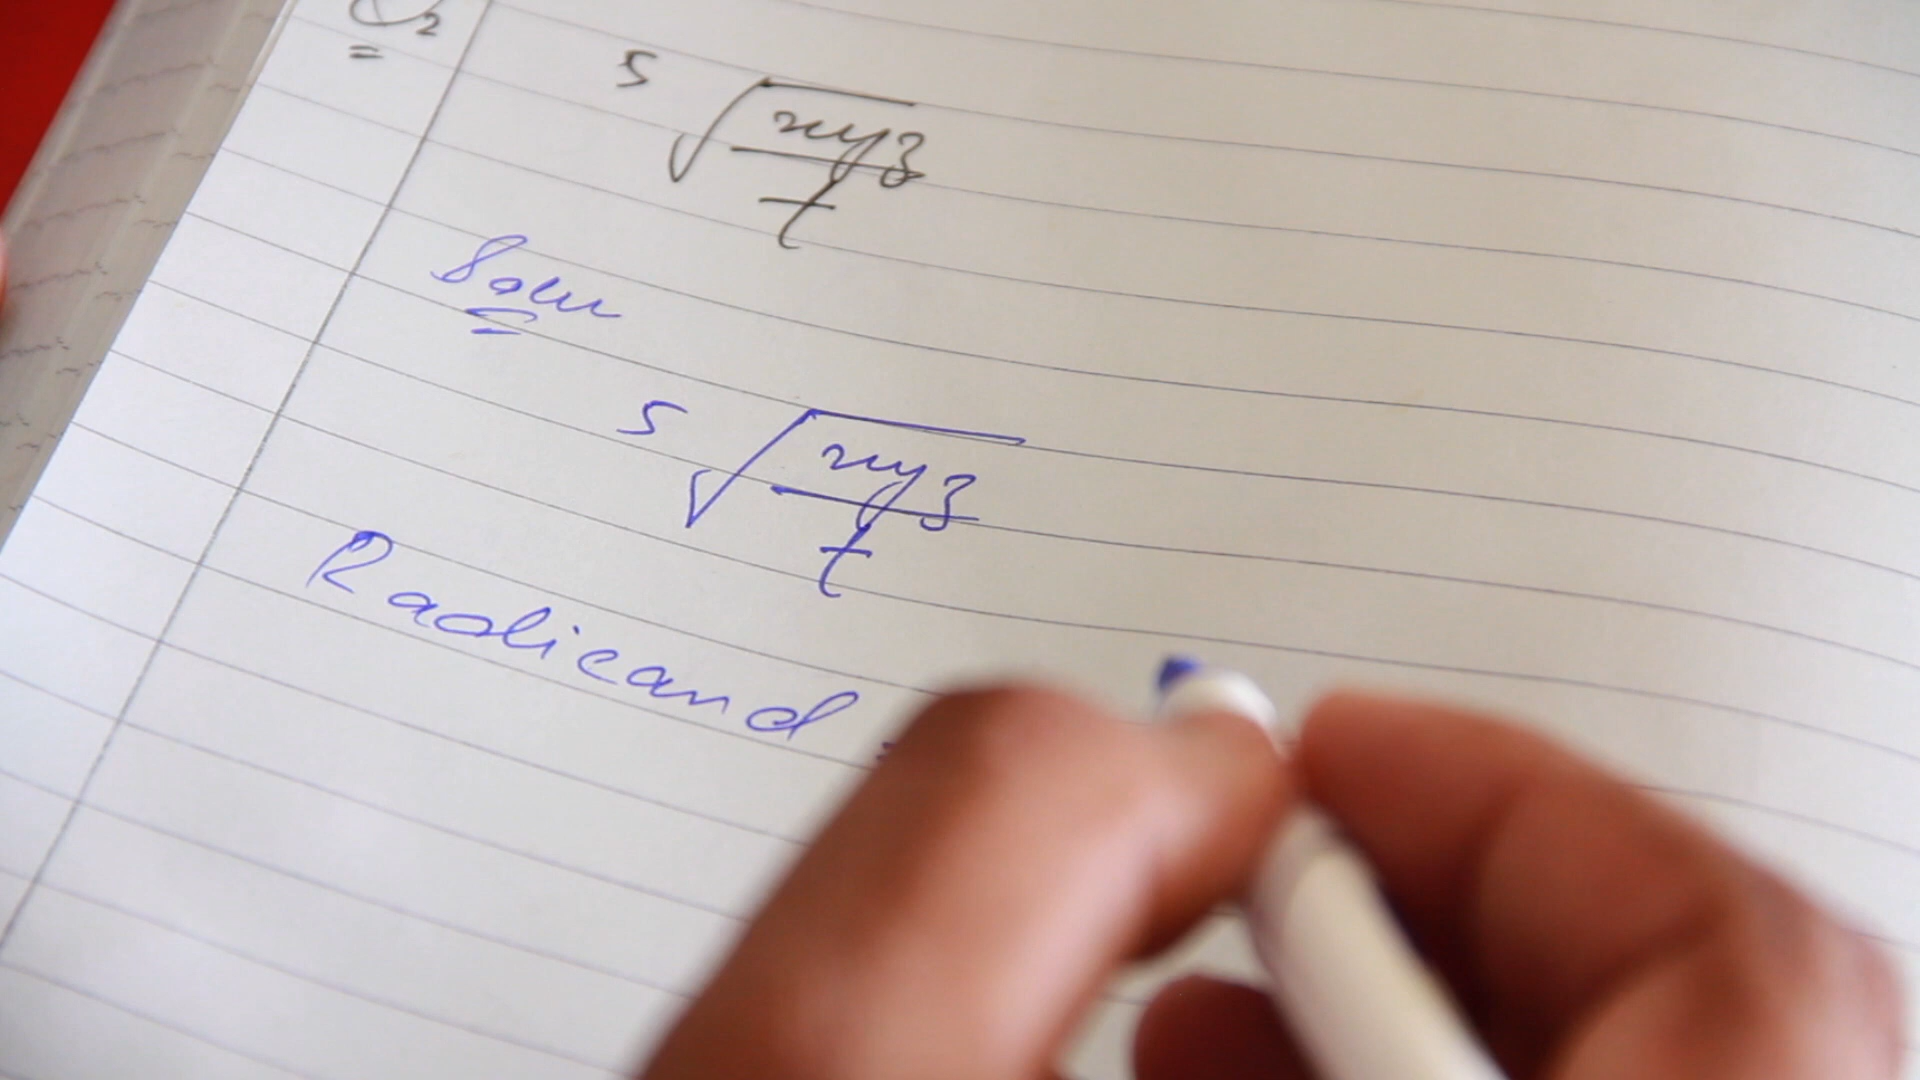 Q2
5√(xyz/t)
Soln
5√(xyz/t)
Radicand =